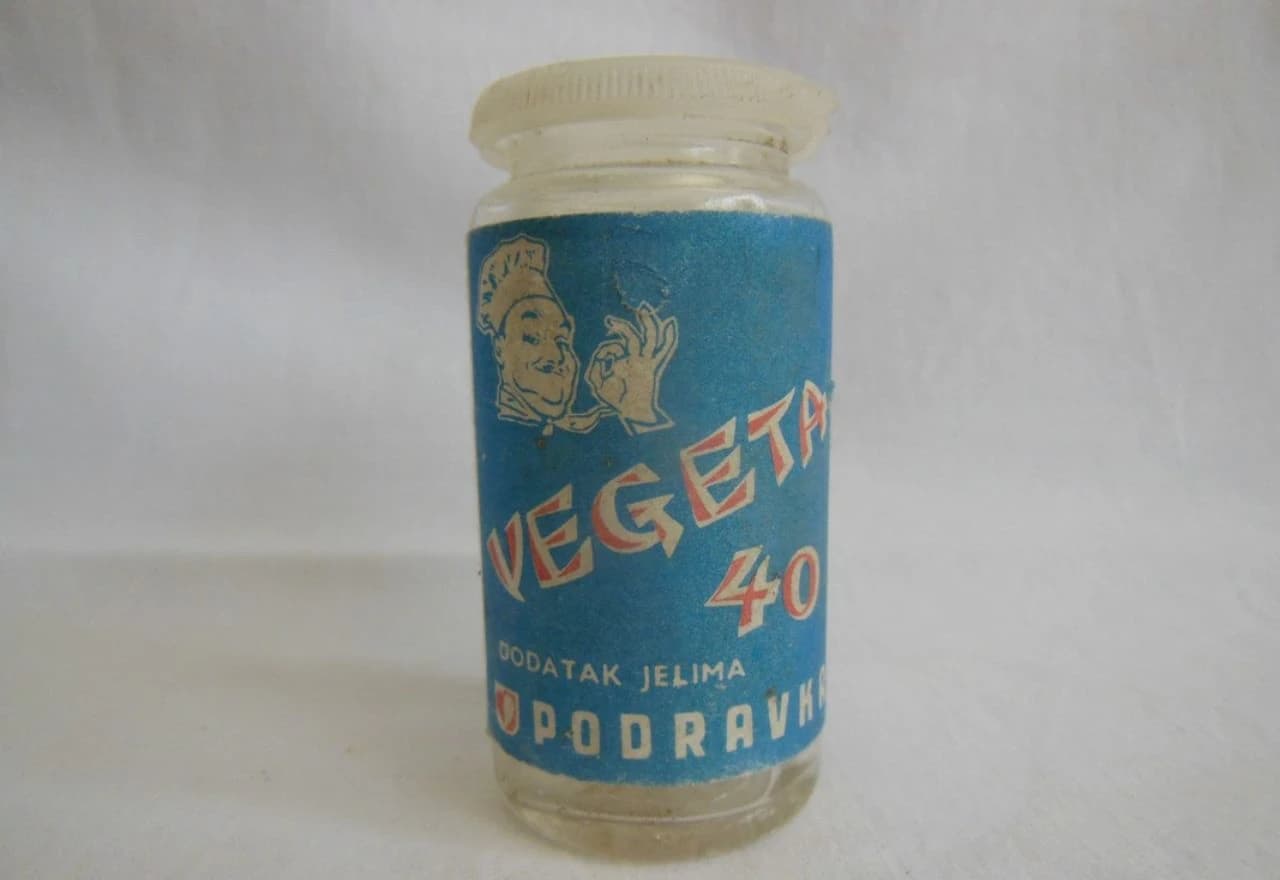 VEGETA
40
DODATAK JELIMA
PODRAVKA